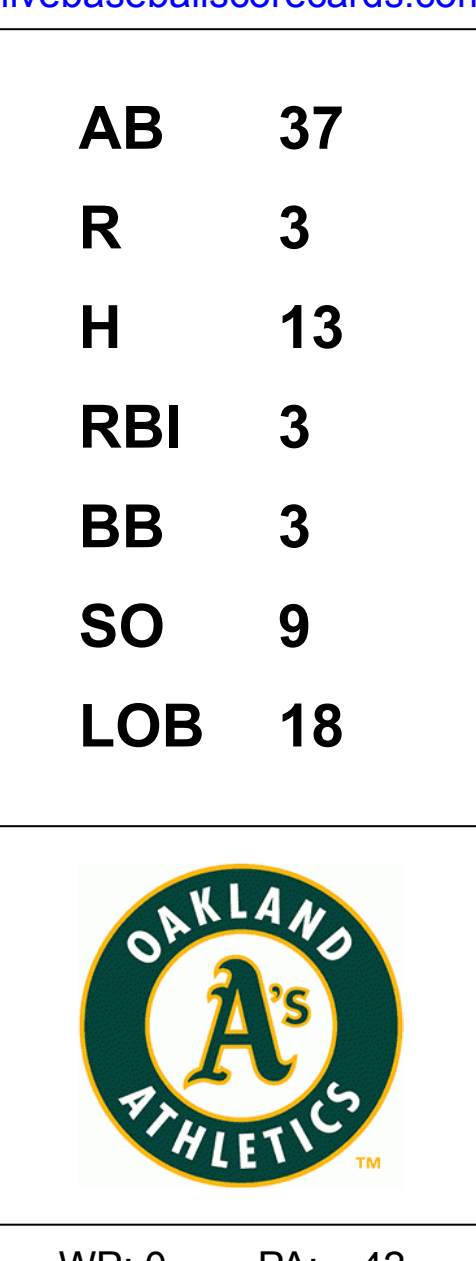 AB 37
R 3
H 13
RBI 3
BB 3
SO 9
LOB 18
OAKLAND
A's
ATHLETICS
TM